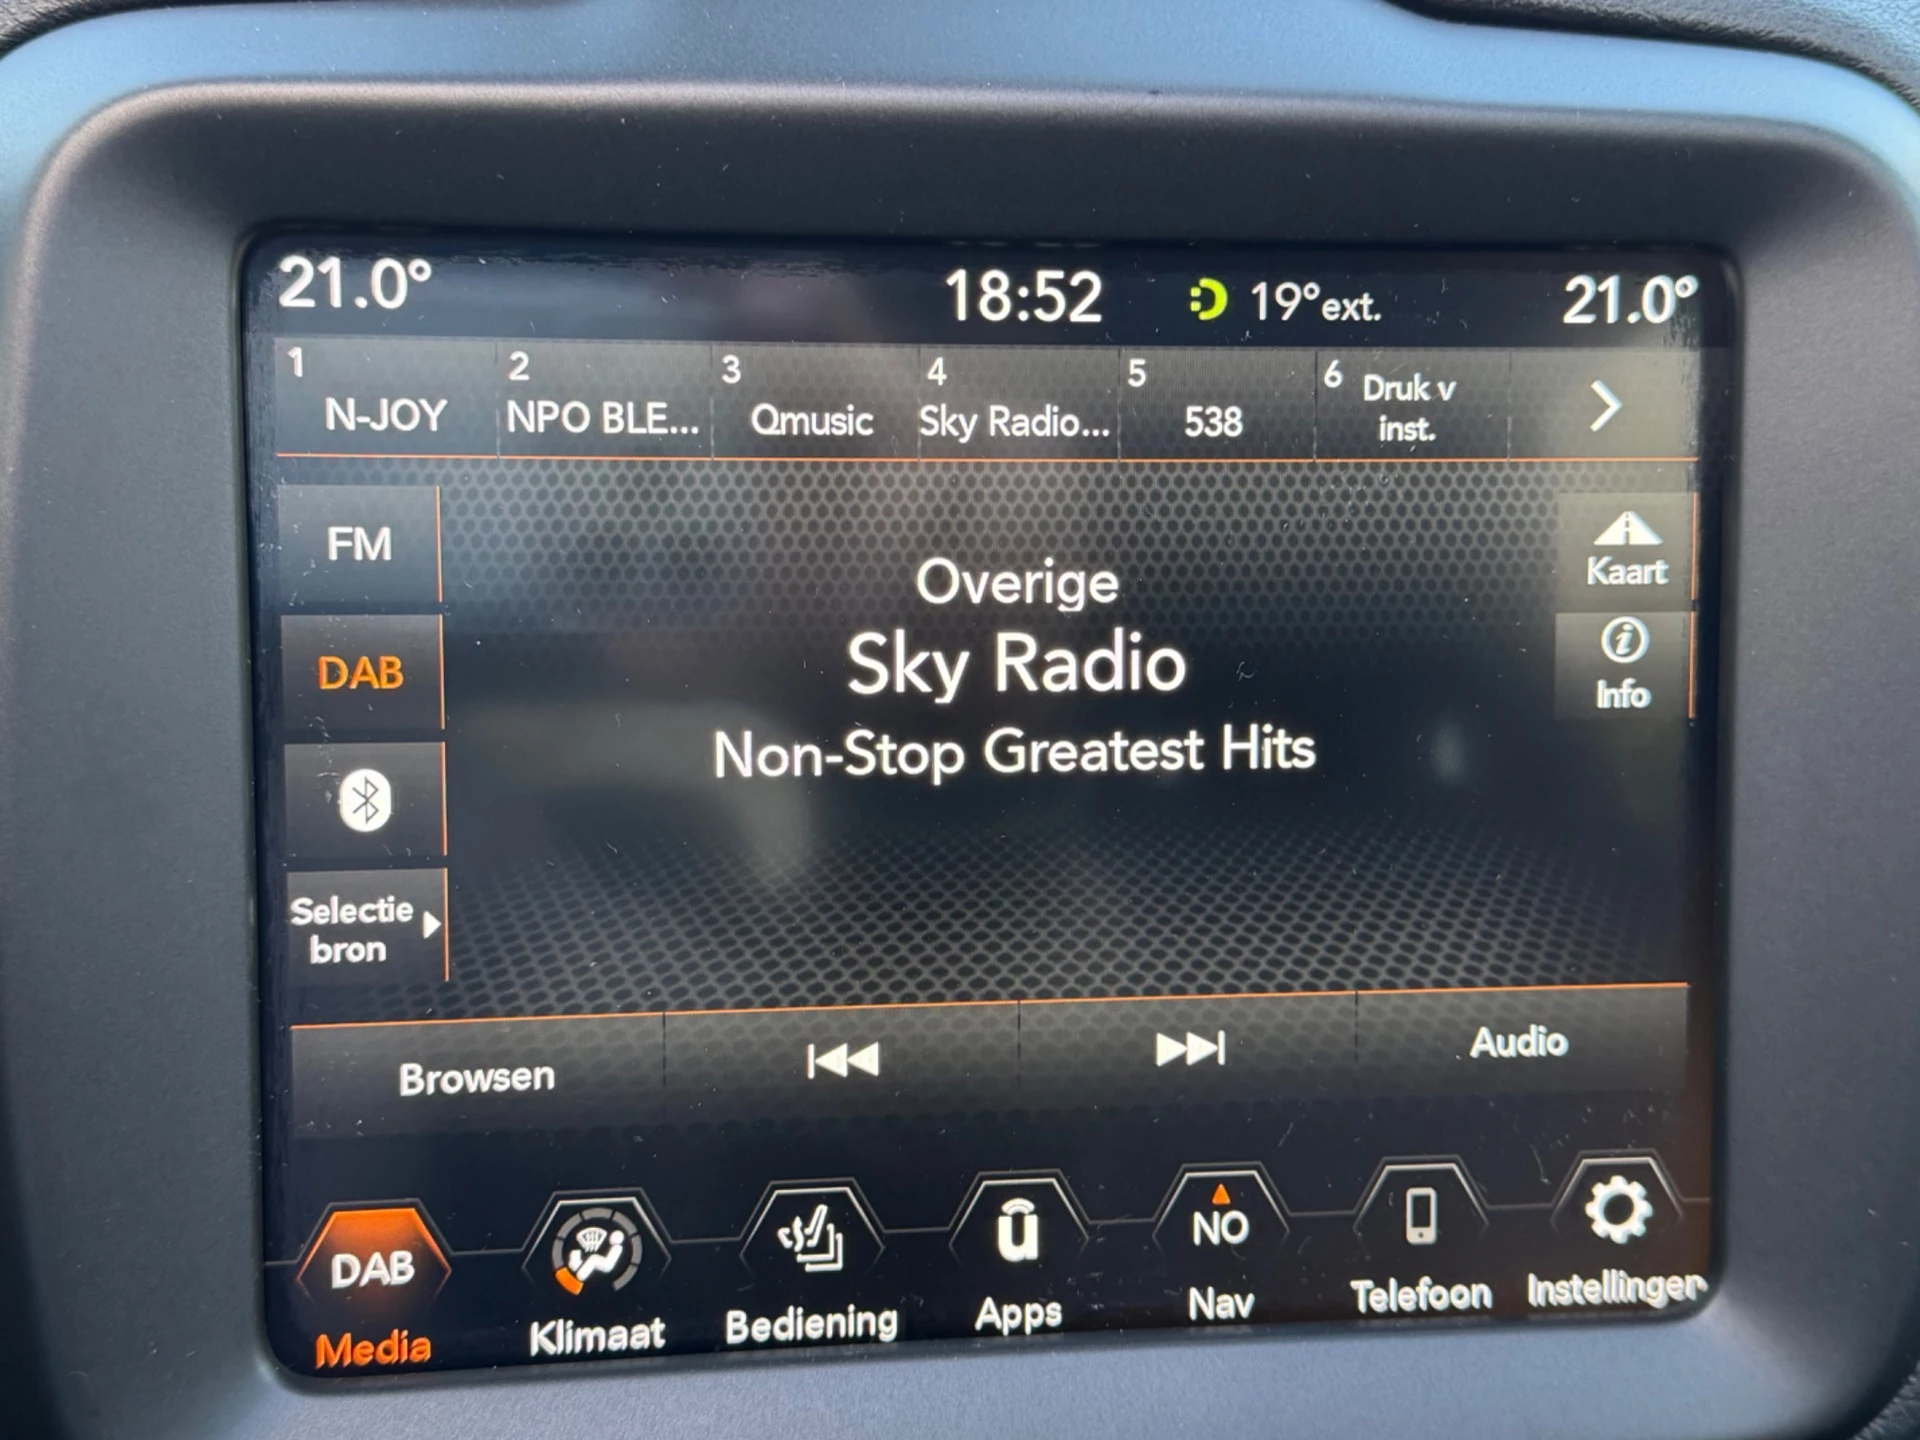 21.0° 18:52 19°ext. 21.0°
1 2 3 4 5 6
N-JOY NPO BLE... Qmusic Sky Radio... 538 Druk v
inst.
FM
DAB
Selectie
bron
Overige
Sky Radio
Non-Stop Greatest Hits
Kaart
Info
Browsen Audio
DAB NO
Media Klimaat Bediening Apps Nav Telefoon Instellingen